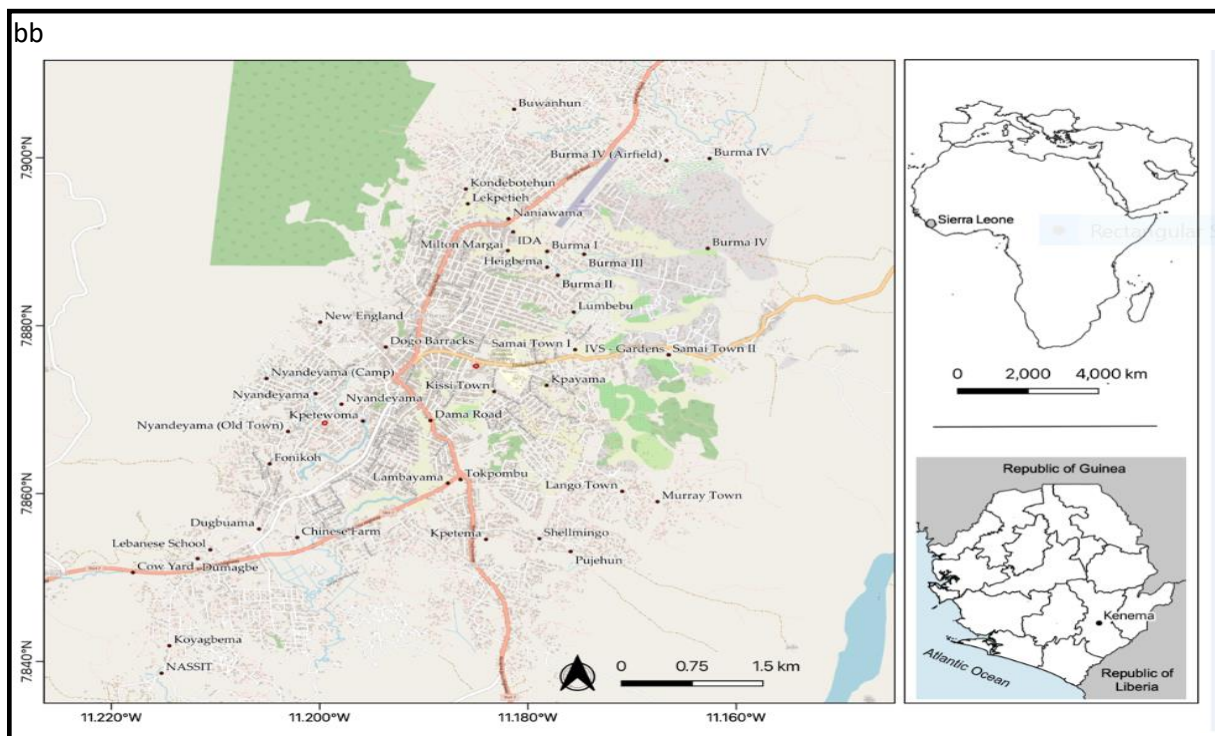 bb
Buwanhun
7.900°N
Burma IV (Airfield)
Burma IV
Kondebotehun
Lekpetieh
Naniawama
IDA
Milton Margai
Burma I
Burma IV
Heigbema
Burma III
Burma II
7.880°N
Lumbebu
New England
Dogo Barracks
Samai Town I
IVS - Gardens
Samai Town II
Nyandeyama (Camp)
Kissi Town
Kpayama
Nyandeyama
Nyandeyama
Kpetewoma
Dama Road
Nyandeyama (Old Town)
Fonikoh
Lambayama
Tokpombu
7.860°N
Lango Town
Murray Town
Dugbuama
Chinese Farm
Kpetema
Shellmingo
Lebanese School
Pujehun
Cow Yard -Dumagbe
Koyagbema
7.840°N
NASSIT
0 0.75 1.5 km
11.220°W 11.200°W 11.180°W 11.160°W
Sierra Leone
Rectangular S
0 2,000 4,000 km
Republic of Guinea
Kenema
Atlantic Ocean
Republic of
Liberia